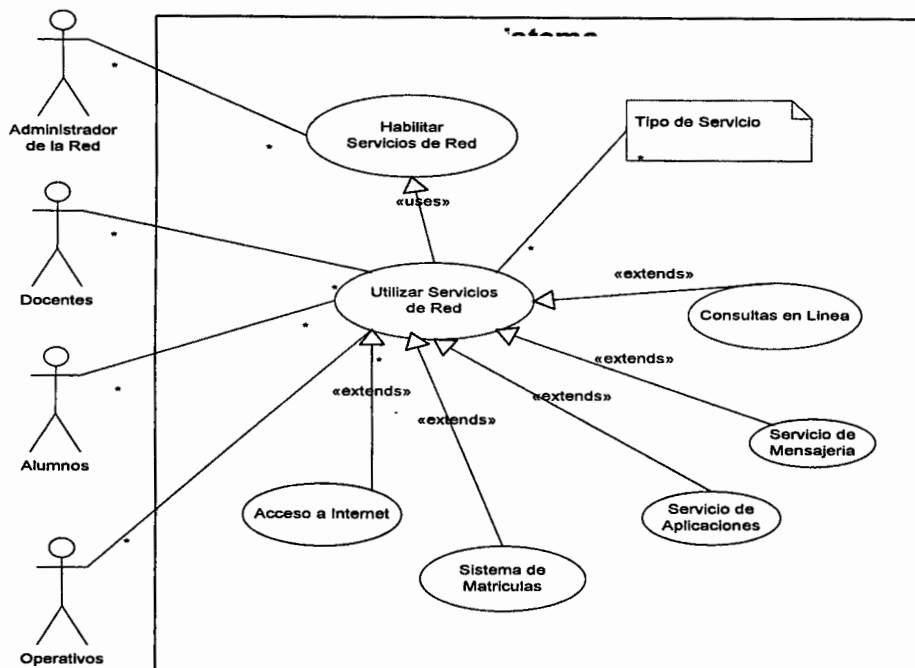 Administrador
de la Red
Habilitar
Servicios de Red
Tipo de Servicio
*
*
*
«uses»
Docentes
*
*
Utilizar Servicios
de Red
*
*
«extends»
Consultas en Linea
Alumnos
*
*
«extends»
«extends»
«extends»
«extends»
Servicio de
Mensajeria
Acceso a Internet
Servicio de
Aplicaciones
Sistema de
Matriculas
*
Operativos